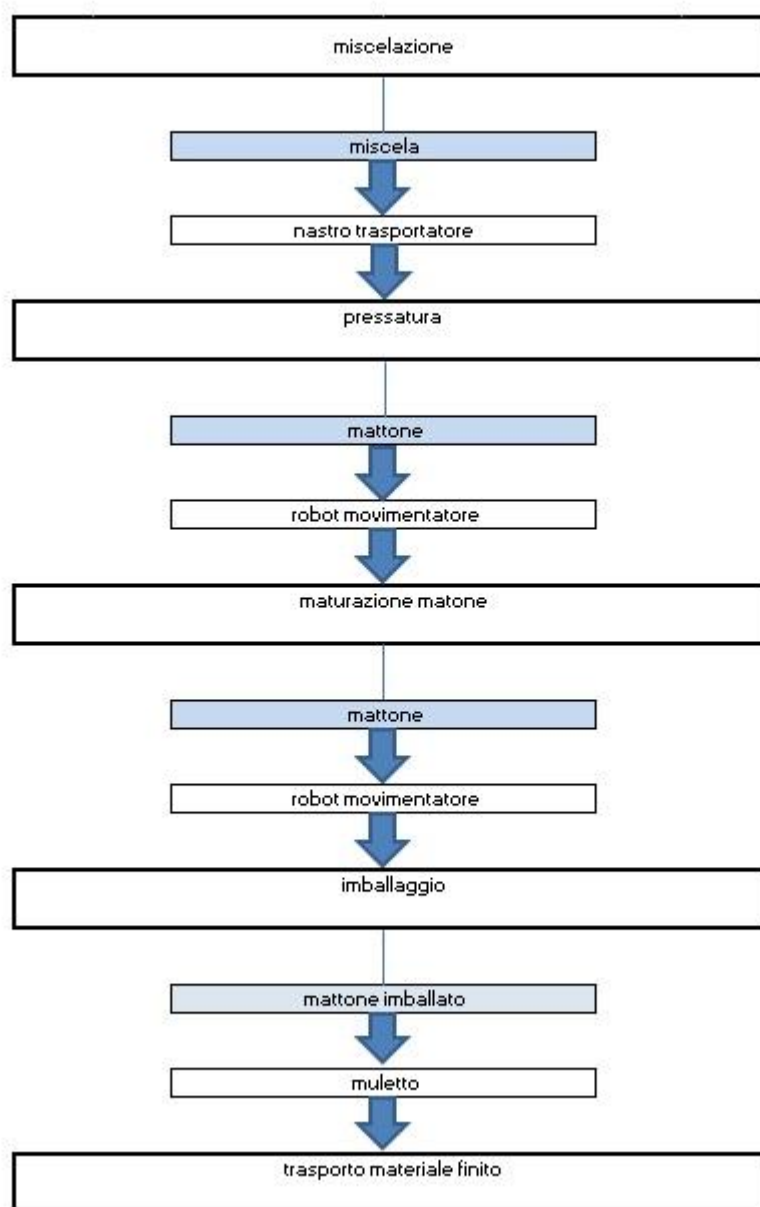 miscelazione
miscela
nastro trasportatore
pressatura
mattone
robot movimentatore
maturazione matone
mattone
robot movimentatore
imballaggio
mattone imballato
muletto
trasporto materiale finito